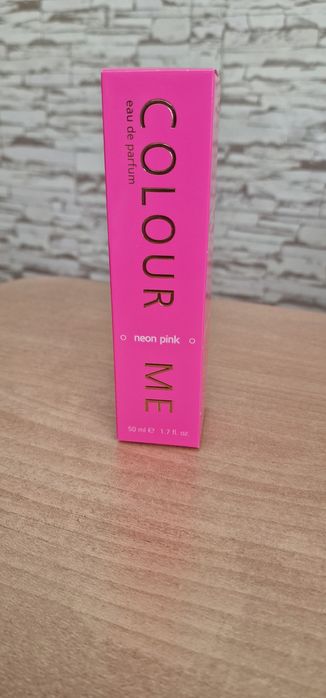 COLOUR ME
eau de parfum
neon pink
50 ml ℮ 1.7 fl. oz